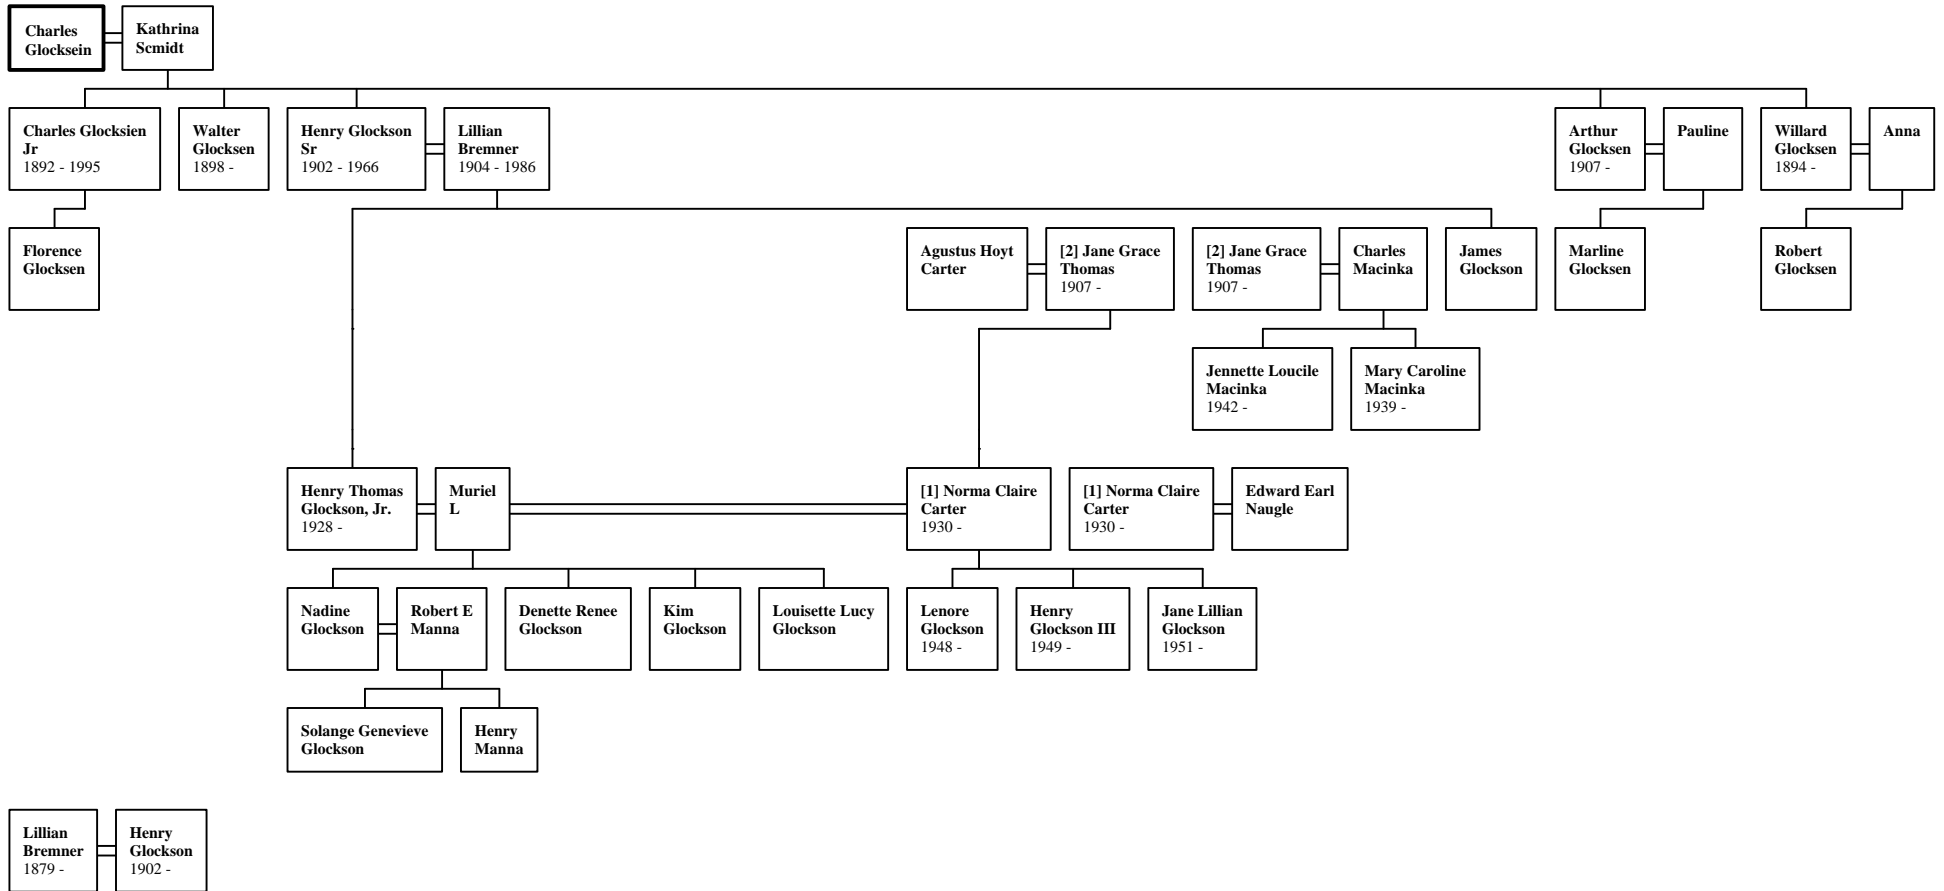 Charles
Glocksein
Kathrina
Scmidt
Charles Glocksien
Jr
1892 - 1995
Walter
Glocksen
1898 -
Henry Glockson
Sr
1902 - 1966
Lillian
Bremner
1904 - 1986
Arthur
Glocksen
1907 -
Pauline
Willard
Glocksen
1894 -
Anna
Florence
Glocksen
Agustus Hoyt
Carter
[2] Jane Grace
Thomas
1907 -
[2] Jane Grace
Thomas
1907 -
Charles
Macinka
James
Glockson
Marline
Glocksen
Robert
Glocksen
Jennette Loucile
Macinka
1942 -
Mary Caroline
Macinka
1939 -
Henry Thomas
Glockson, Jr.
1928 -
Muriel
L
[1] Norma Claire
Carter
1930 -
[1] Norma Claire
Carter
1930 -
Edward Earl
Naugle
Nadine
Glockson
Robert E
Manna
Denette Renee
Glockson
Kim
Glockson
Louisette Lucy
Glockson
Lenore
Glockson
1948 -
Henry
Glockson III
1949 -
Jane Lillian
Glockson
1951 -
Solange Genevieve
Glockson
Henry
Manna
Lillian
Bremner
1879 -
Henry
Glockson
1902 -